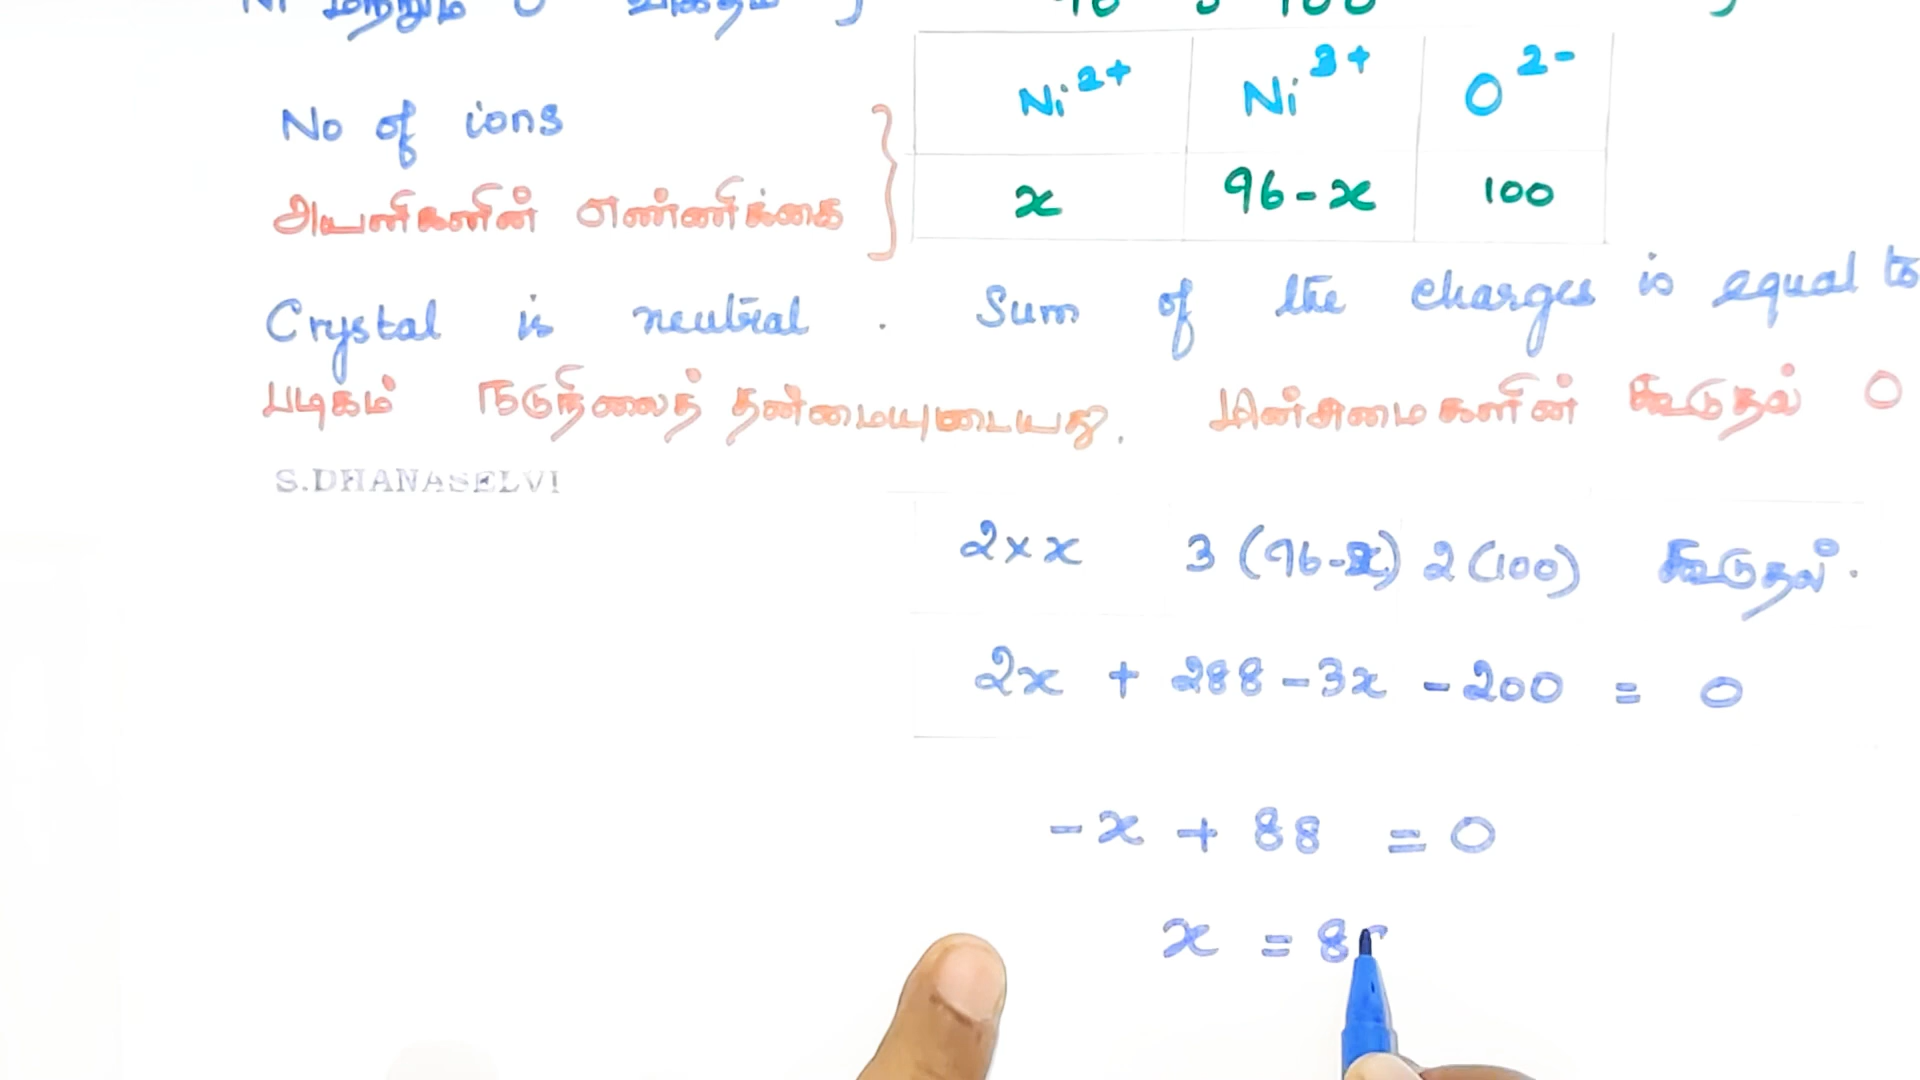 Ni²⁺ Ni³⁺ O²⁻
No of ions
அயனிகளின் எண்ணிக்கை } x 96-x 100
Crystal is neutral . Sum of the charges is equal to
படிகம் நடுநிலைத் தன்மையுடையது. மின்சுமைகளின் கூடுதல் 0
S.DHANASELVI
2×x 3(96-x) 2(100) கூடுதல்.
2x + 288-3x -200 = 0
-x + 88 = 0
x = 8